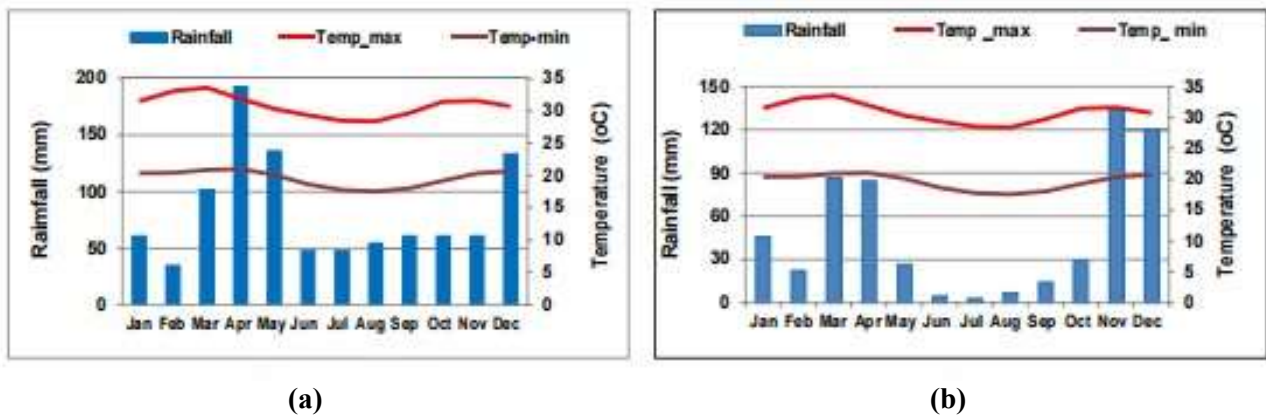 Rainfall Temp_max Temp-min
200 35
150 30
100 25
50 20
0 15
10
5
0
Raimfall (mm)
Temperature (oC)
Jan Feb Mar Apr May Jun Jul Aug Sep Oct Nov Dec
(a)
Rainfall Temp _max Temp_ min
150 35
120 30
90 25
60 20
30 15
0 10
5
0
Rainfall (mm)
Temperature (oC)
Jan Feb Mar Apr May Jun Jul Aug Sep Oct Nov Dec
(b)